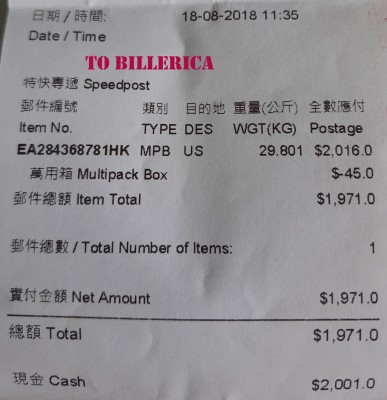 日期 / 時間: 18-08-2018 11:35
Date / Time
TO BILLERICA
特快專遞 Speedpost
郵件編號 類別 目的地 重量(公斤) 全數應付
Item No. TYPE DES WGT(KG) Postage
EA284368781HK MPB US 29.801 $2,016.0
萬用箱 Multipack Box $-45.0
郵件總額 Item Total $1,971.0
郵件總數 / Total Number of Items: 1
實付金額 Net Amount $1,971.0
總額 Total $1,971.0
現金 Cash $2,001.0